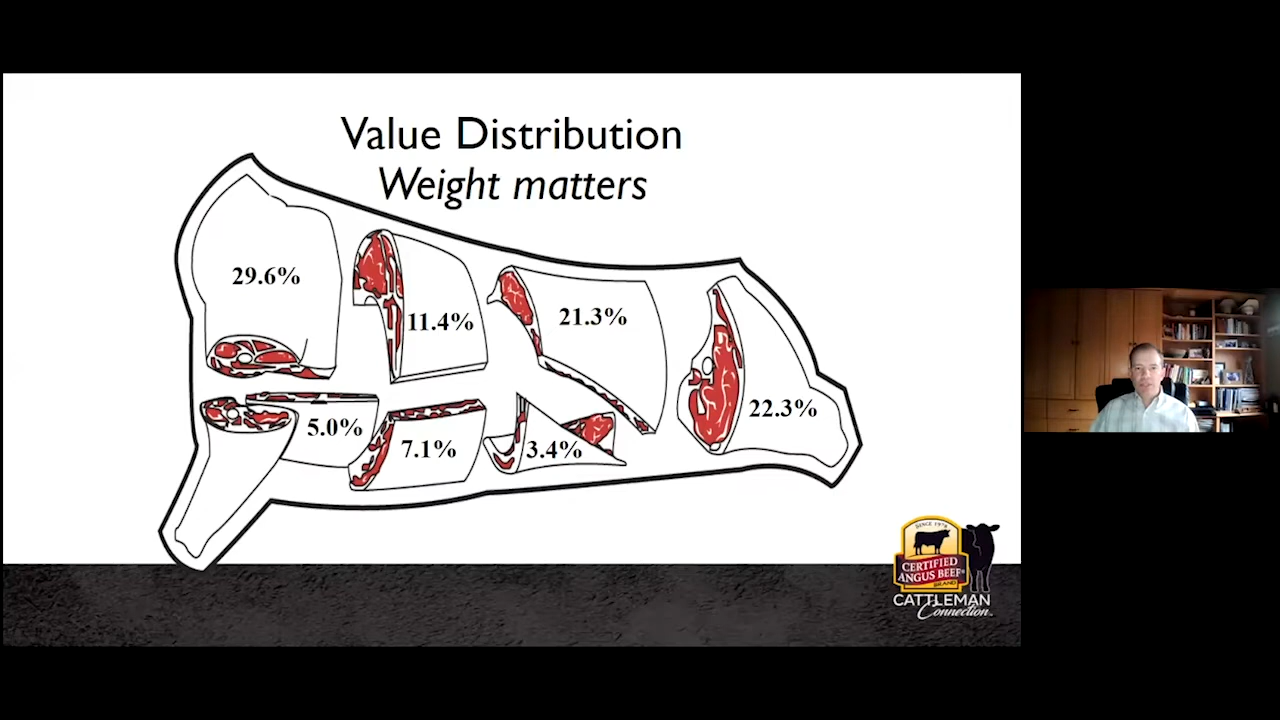 Value Distribution
Weight matters
29.6%
11.4%
21.3%
22.3%
5.0%
7.1%
3.4%
SINCE 1978
CERTIFIED
ANGUS BEEF®
BRAND
CATTLEMAN
Connection